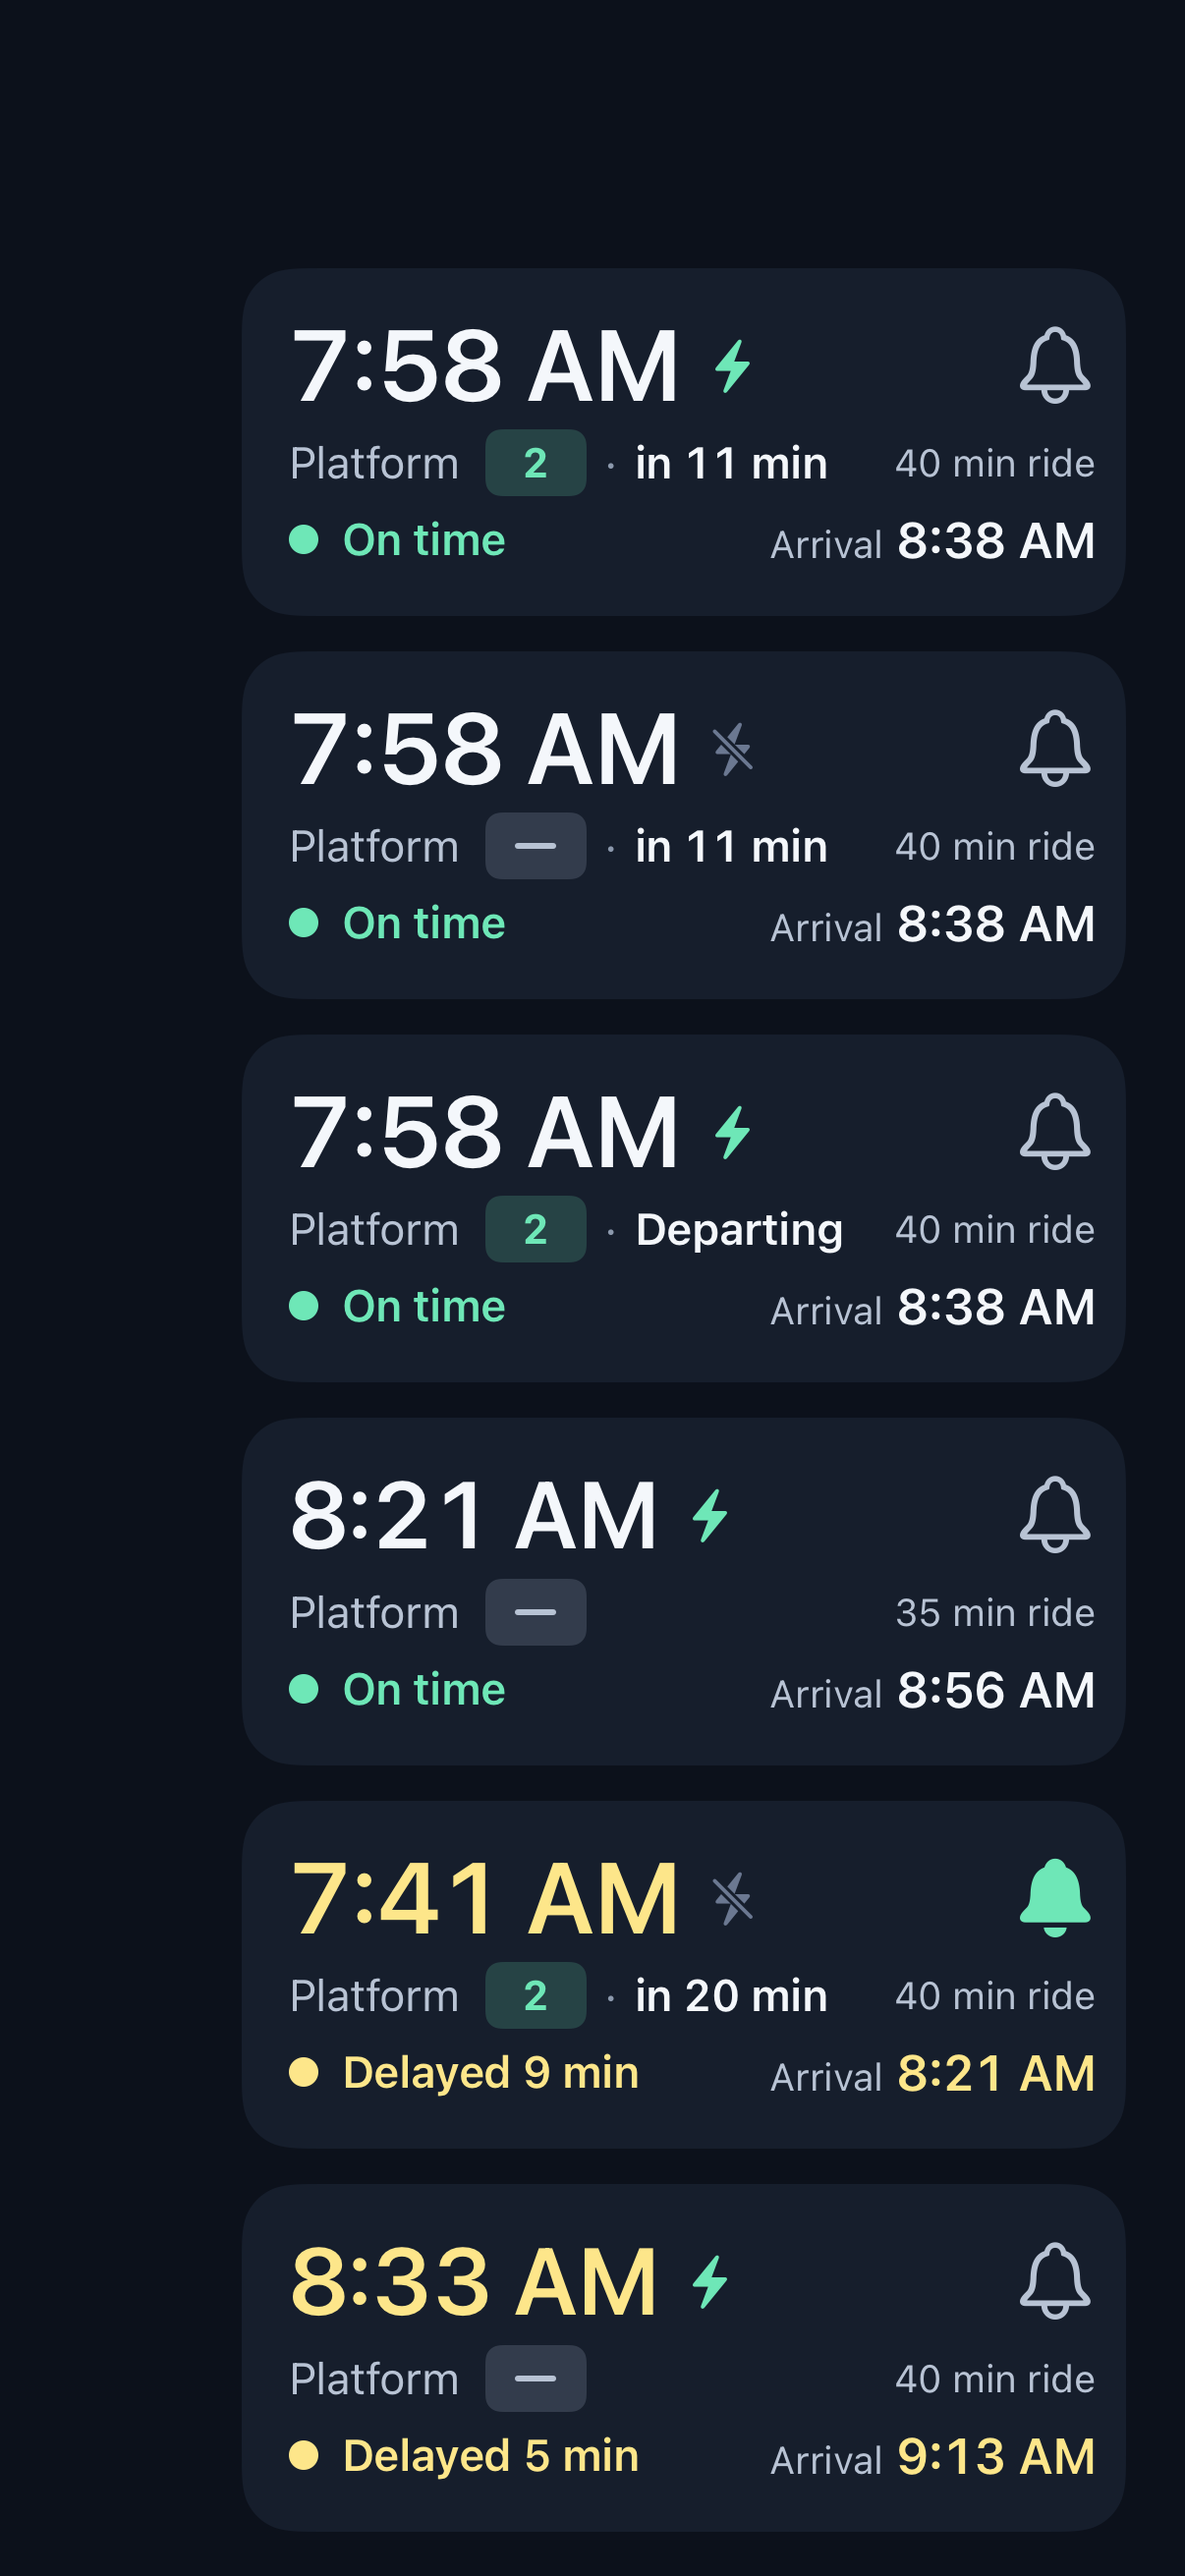 7:58 AM
Platform 2 · in 11 min 40 min ride
On time Arrival 8:38 AM
7:58 AM
Platform — · in 11 min 40 min ride
On time Arrival 8:38 AM
7:58 AM
Platform 2 · Departing 40 min ride
On time Arrival 8:38 AM
8:21 AM
Platform — 35 min ride
On time Arrival 8:56 AM
7:41 AM
Platform 2 · in 20 min 40 min ride
Delayed 9 min Arrival 8:21 AM
8:33 AM
Platform — 40 min ride
Delayed 5 min Arrival 9:13 AM